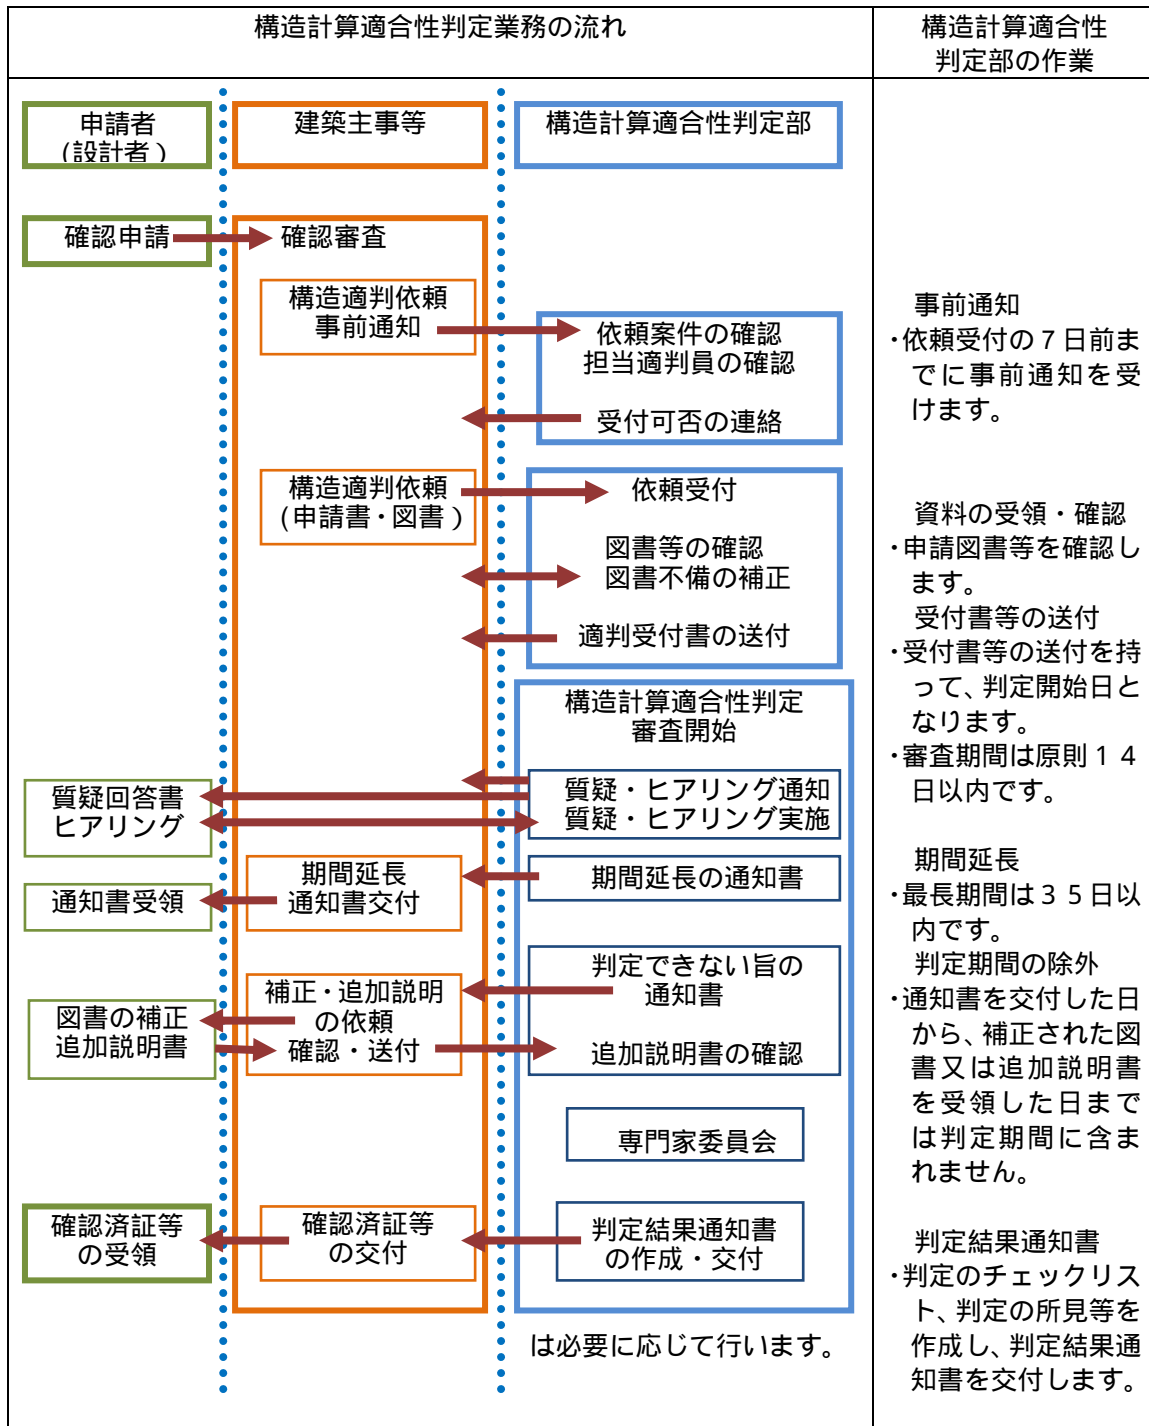 構造計算適合性判定業務の流れ
構造計算適合性
判定部の作業
申請者
(設計者)
建築主事等
構造計算適合性判定部
確認申請
確認審査
構造適判依頼
事前通知
依頼案件の確認
担当適判員の確認
受付可否の連絡
構造適判依頼
(申請書・図書)
依頼受付
図書等の確認
図書不備の補正
適判受付書の送付
構造計算適合性判定
審査開始
質疑回答書
ヒアリング
質疑・ヒアリング通知
質疑・ヒアリング実施
通知書受領
期間延長
通知書交付
期間延長の通知書
図書の補正
追加説明書
補正・追加説明
の依頼
確認・送付
判定できない旨の
通知書
追加説明書の確認
専門家委員会
確認済証等
の受領
確認済証等
の交付
判定結果通知書
の作成・交付
は必要に応じて行います。
事前通知
・依頼受付の7日前ま
でに事前通知を受
けます。
資料の受領・確認
・申請図書等を確認し
ます。
受付書等の送付
・受付書等の送付を持
って、判定開始日と
なります。
・審査期間は原則14
日以内です。
期間延長
・最長期間は35日以
内です。
判定期間の除外
・通知書を交付した日
から、補正された図
書又は追加説明書
を受領した日まで
は判定期間に含ま
れません。
判定結果通知書
・判定のチェックリス
ト、判定の所見等を
作成し、判定結果通
知書を交付します。